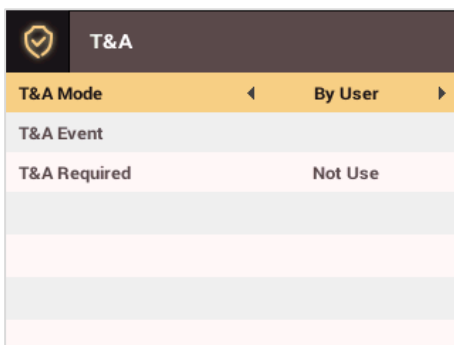 T&A
T&A Mode By User
T&A Event
T&A Required Not Use